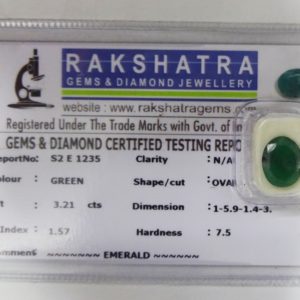 RAKSHATRA
GEMS & DIAMOND JEWELLERY
website : www.rakshatragems.com
Registered Under The Trade Marks with Govt. of
GEMS & DIAMOND CERTIFIED TESTING REPO
eportNo: S2 E 1235 Clarity : N/A
olour : GREEN Shape/cut : OVA
: 3.21 cts Dimension : 1-5.9-1.4-3.
Index : 1.57 Hardness : 7.5
omment : ~~~~~~~ EMERALD ~~~~~~~